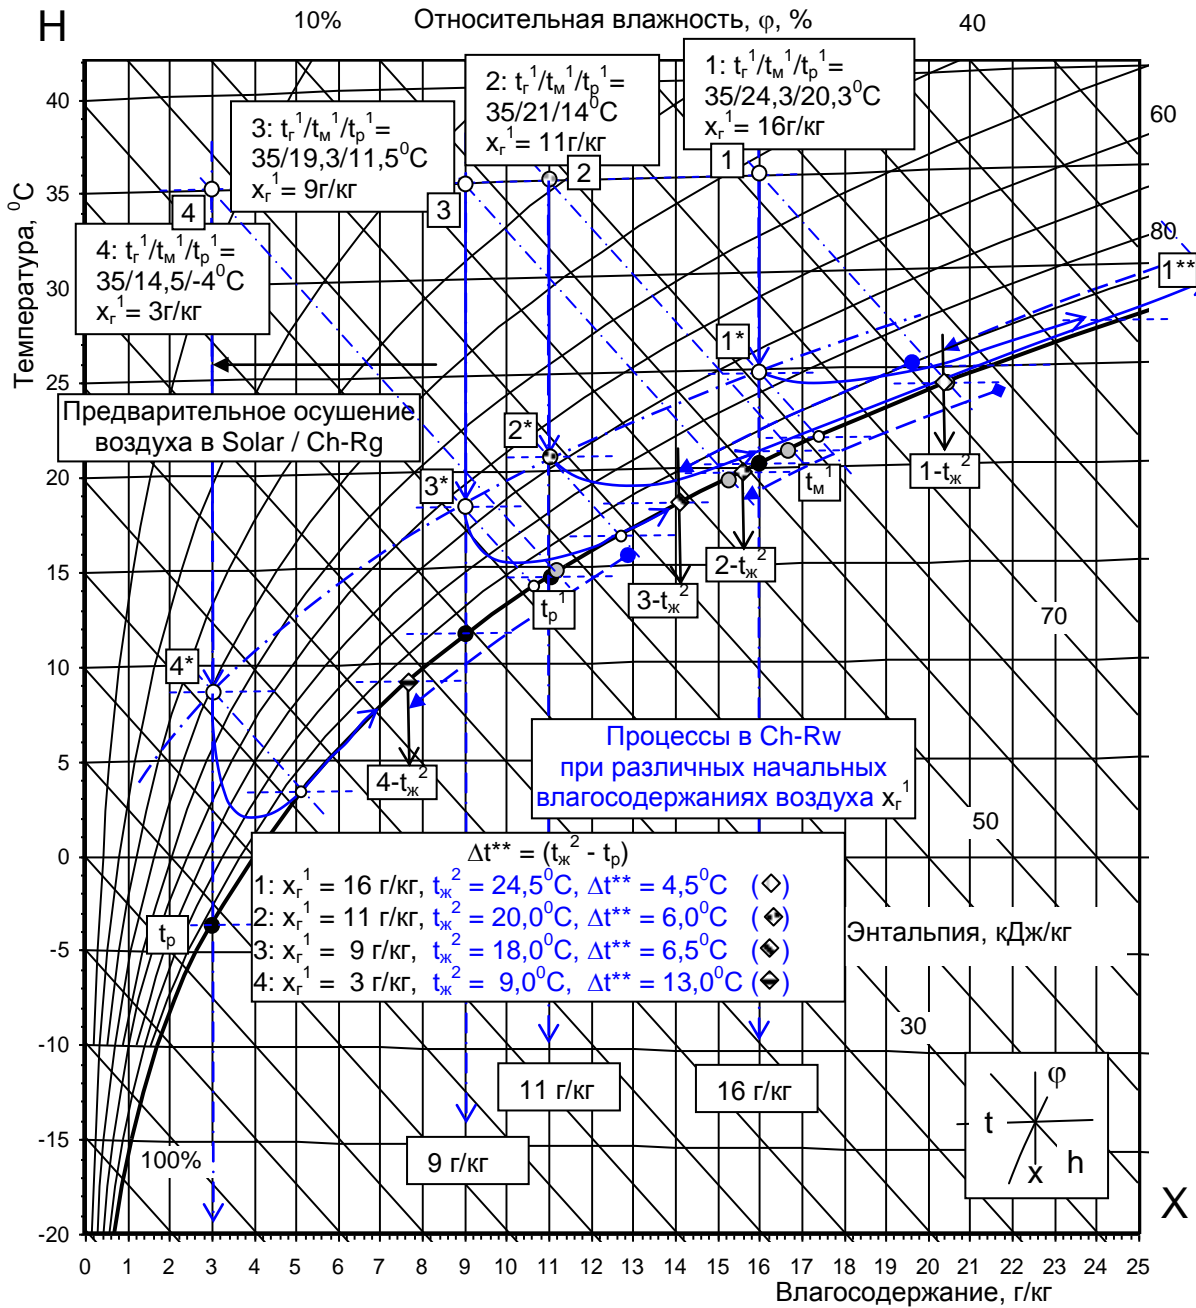 H
10%
Относительная влажность, φ, %
40
2: tг¹/tм¹/tр¹=
35/21/14⁰C
xг¹ = 11г/кг
1: tг¹/tм¹/tр¹=
35/24,3/20,3⁰C
xг¹ = 16г/кг
3: tг¹/tм¹/tр¹=
35/19,3/11,5⁰C
xг¹ = 9г/кг
4: tг¹/tм¹/tр¹=
35/14,5/-4⁰C
xг¹ = 3г/кг
1
2
3
4
60
80
1**
1*
2*
3*
4*
Температура, ⁰C
40
35
30
25
20
15
10
5
0
-5
-10
-15
-20
Предварительное осушение
воздуха в Solar / Ch-Rg
1-tж²
tм¹
2-tж²
3-tж²
tр¹
4-tж²
70
50
30
Процессы в Ch-Rw
при различных начальных
влагосодержаниях воздуха xг¹
Δt** = (tж² - tр)
1: xг¹ = 16 г/кг, tж² = 24,5⁰C, Δt** = 4,5⁰C ( )
2: xг¹ = 11 г/кг, tж² = 20,0⁰C, Δt** = 6,0⁰C ( )
3: xг¹ = 9 г/кг, tж² = 18,0⁰C, Δt** = 6,5⁰C ( )
4: xг¹ = 3 г/кг, tж² = 9,0⁰C, Δt** = 13,0⁰C ( )
tр
Энтальпия, кДж/кг
11 г/кг
16 г/кг
9 г/кг
100%
φ
t
h
x
X
0 1 2 3 4 5 6 7 8 9 10 11 12 13 14 15 16 17 18 19 20 21 22 23 24 25
Влагосодержание, г/кг